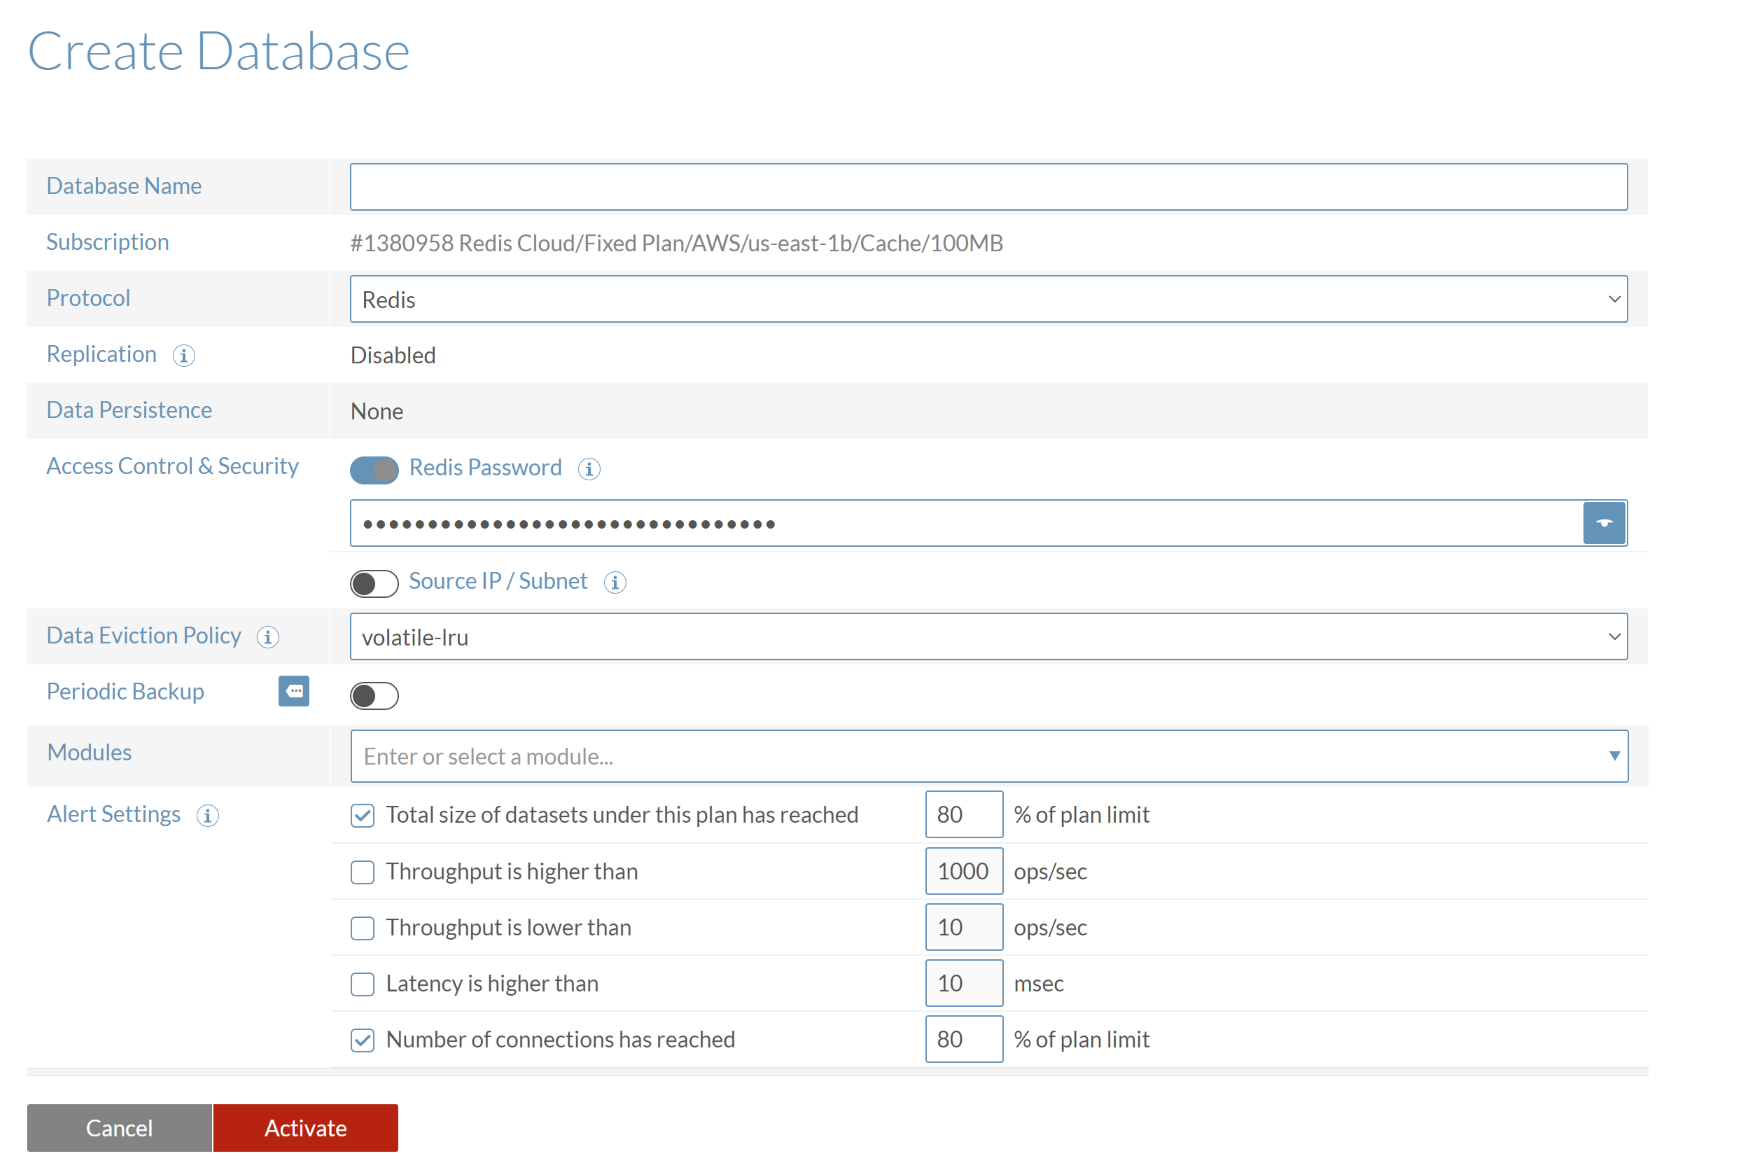 Create Database
Database Name
Subscription #1380958 Redis Cloud/Fixed Plan/AWS/us-east-1b/Cache/100MB
Protocol Redis
Replication Disabled
Data Persistence None
Access Control & Security Redis Password
••••••••••••••••••••••••••••••••
Source IP / Subnet
Data Eviction Policy volatile-lru
Periodic Backup
Modules Enter or select a module...
Alert Settings Total size of datasets under this plan has reached 80 % of plan limit
Throughput is higher than 1000 ops/sec
Throughput is lower than 10 ops/sec
Latency is higher than 10 msec
Number of connections has reached 80 % of plan limit
Cancel Activate